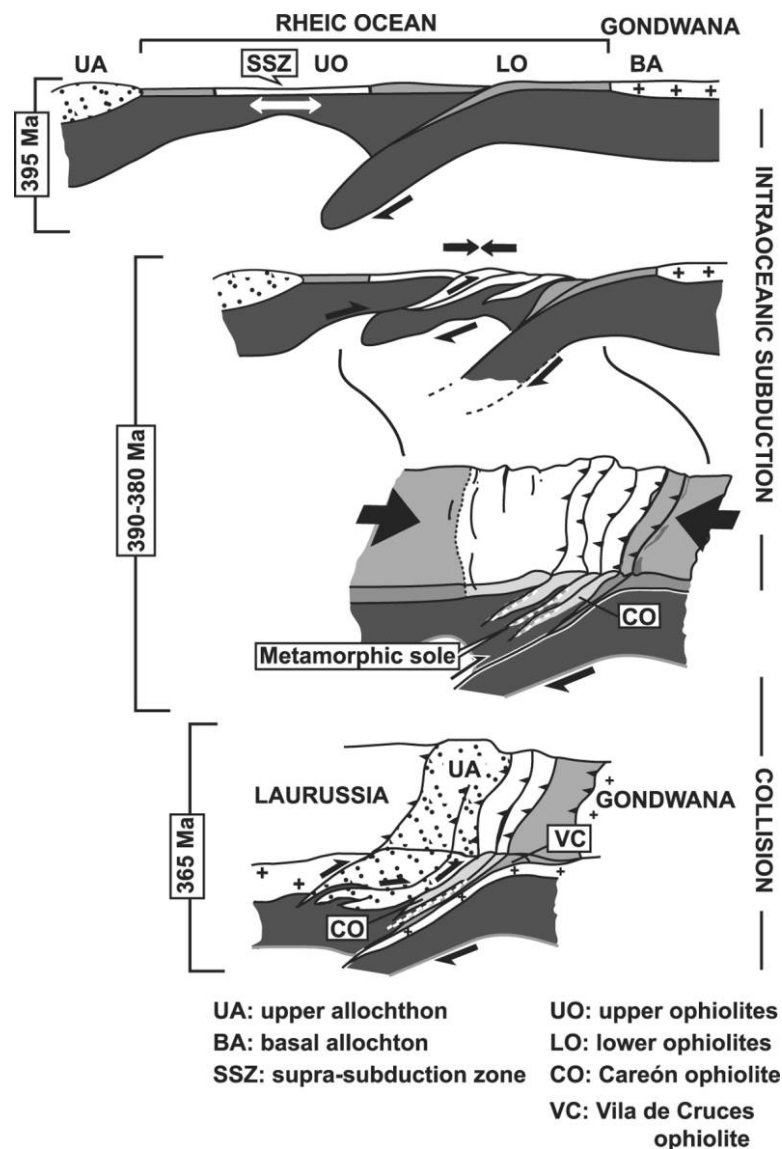 RHEIC OCEAN
GONDWANA
UA
SSZ
UO
LO
BA
395 Ma
INTRAOCEANIC SUBDUCTION
390-380 Ma
CO
Metamorphic sole
365 Ma
LAURUSSIA
UA
GONDWANA
VC
CO
COLLISION
UA: upper allochthon
BA: basal allochton
SSZ: supra-subduction zone
UO: upper ophiolites
LO: lower ophiolites
CO: Careón ophiolite
VC: Vila de Cruces
ophiolite